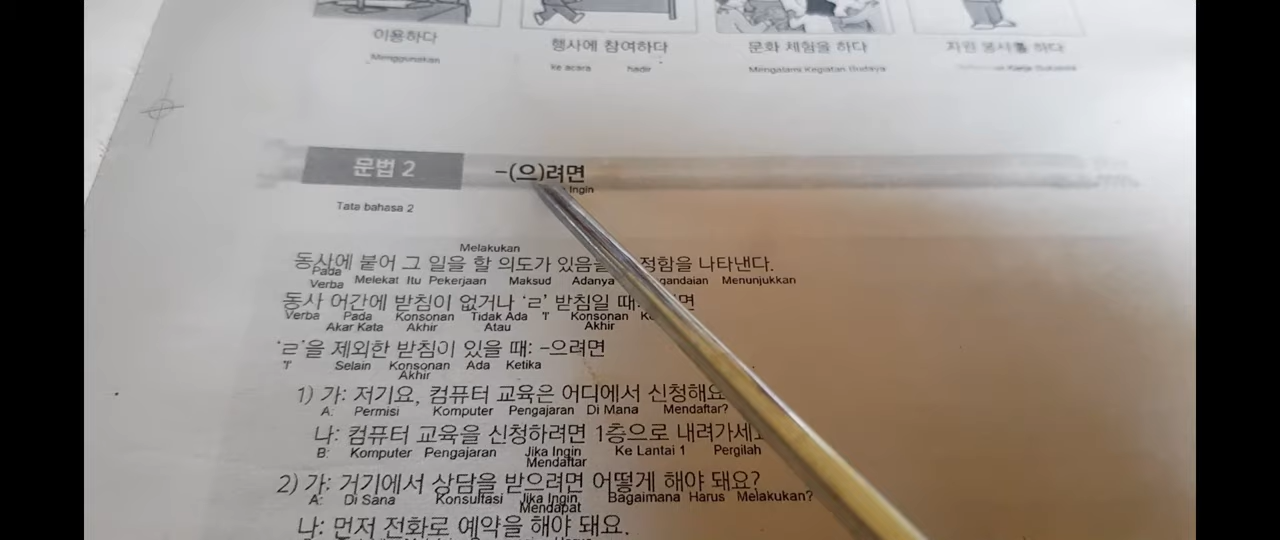 이용하다 행사에 참여하다 문화 체험을 하다 자원 봉사를 하다
Menggunakan ke acara hadir Mengalami Kegiatan Budaya
문법 2 -(으)려면
Ingin
Tata bahasa 2
Melakukan
동사에 붙어 그 일을 할 의도가 있음을 정함을 나타낸다.
Pada
Verba Melekat Itu Pekerjaan Maksud Adanya gandaian Menunjukkan
동사 어간에 받침이 없거나 'ㄹ' 받침일 때: 면
Verba Pada Konsonan Tidak Ada 'l' Konsonan
Akar Kata Akhir Atau Akhir
'ㄹ'을 제외한 받침이 있을 때: -으려면
'l' Selain Konsonan Ada Ketika
Akhir
1) 가: 저기요, 컴퓨터 교육은 어디에서 신청해요
A: Permisi Komputer Pengajaran Di Mana Mendaftar?
나: 컴퓨터 교육을 신청하려면 1층으로 내려가세요
B: Komputer Pengajaran Jika Ingin Ke Lantai 1 Pergilah
Mendaftar
2) 가: 거기에서 상담을 받으려면 어떻게 해야 돼요?
A: Di Sana Konsultasi Jika Ingin Bagaimana Harus Melakukan?
Mendapat
나: 먼저 전화로 예약을 해야 돼요.